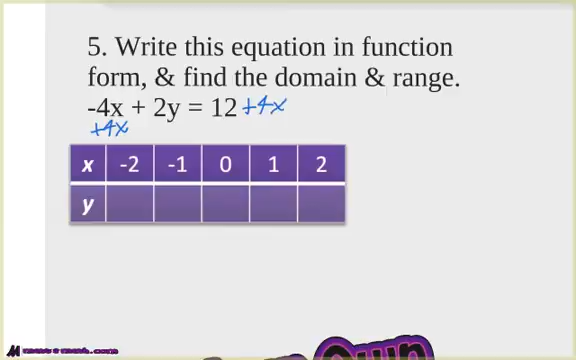 5. Write this equation in function
form, & find the domain & range.
-4x + 2y = 12 +4x
+4x
x -2 -1 0 1 2
y
Own